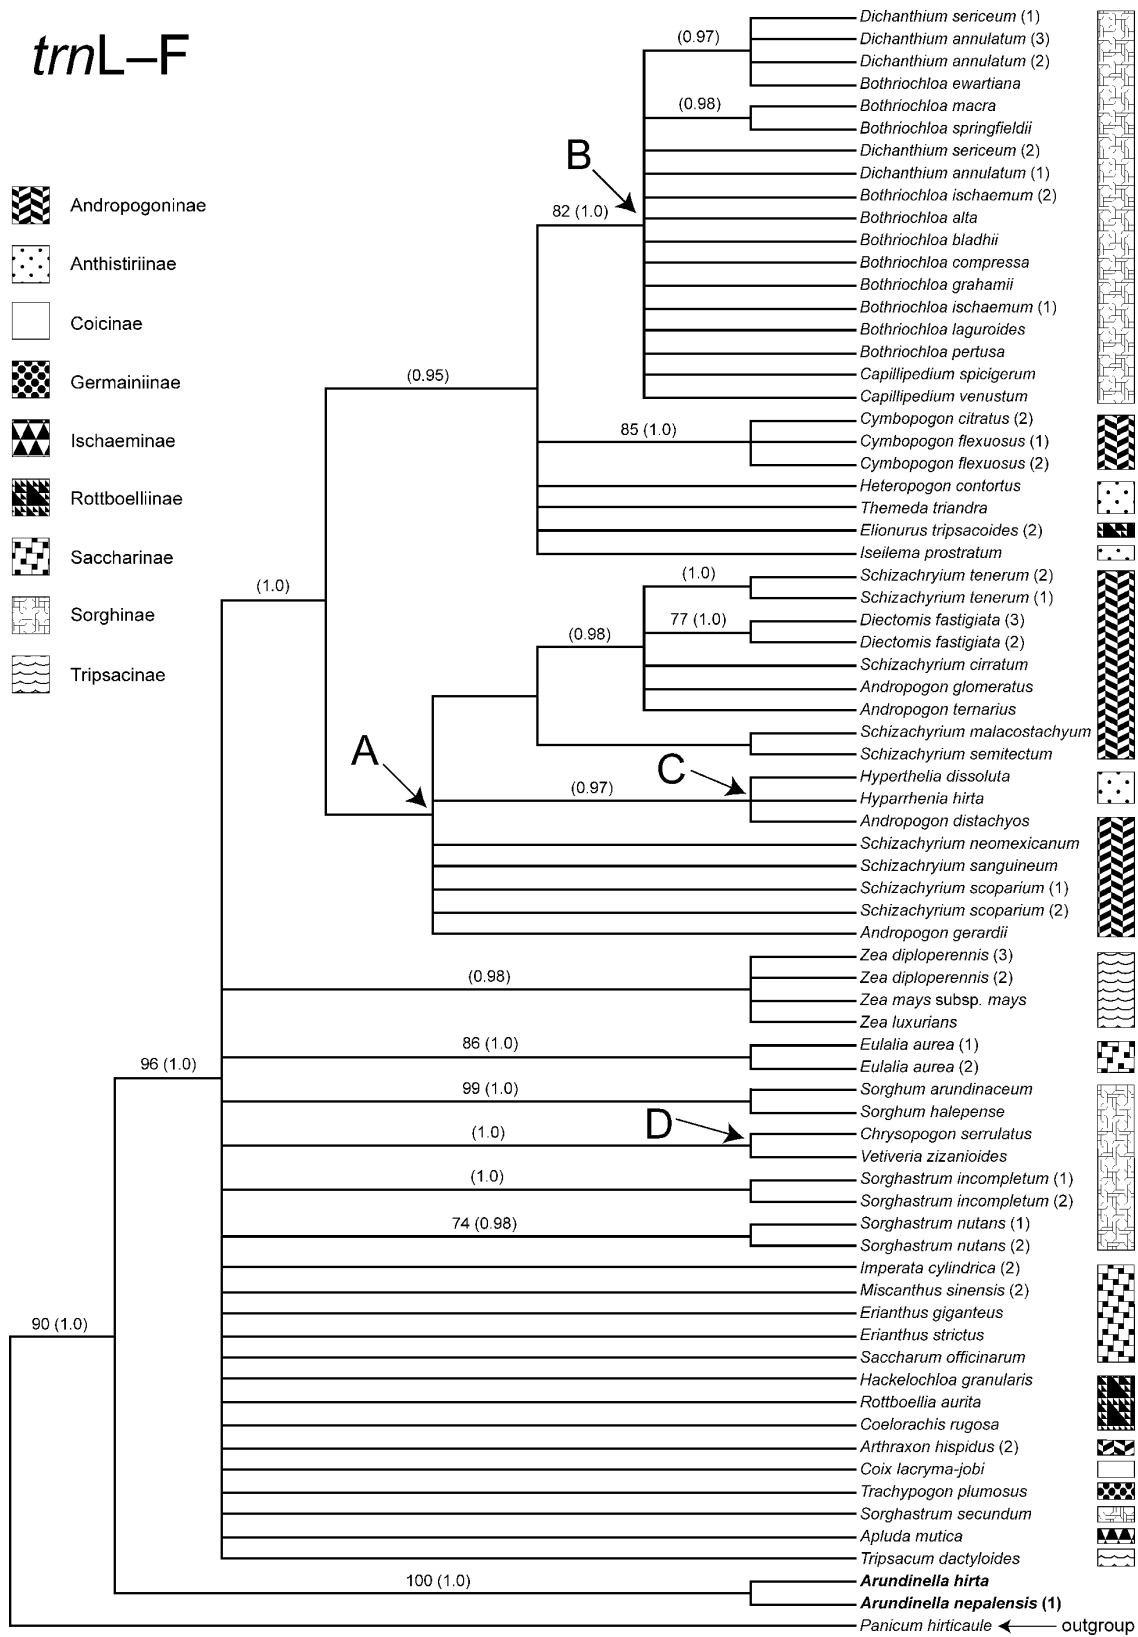 trnL–F
Andropogoninae
Anthistiriinae
Coicinae
Germainiinae
Ischaeminae
Rottboelliinae
Saccharinae
Sorghinae
Tripsacinae
Dichanthium sericeum (1)
(0.97)
Dichanthium annulatum (3)
Dichanthium annulatum (2)
Bothriochloa ewartiana
(0.98)
Bothriochloa macra
Bothriochloa springfieldii
B
Dichanthium sericeum (2)
Dichanthium annulatum (1)
Bothriochloa ischaemum (2)
82 (1.0)
Bothriochloa alta
Bothriochloa bladhii
Bothriochloa compressa
Bothriochloa grahamii
Bothriochloa ischaemum (1)
Bothriochloa laguroides
Bothriochloa pertusa
(0.95)
Capillipedium spicigerum
Capillipedium venustum
Cymbopogon citratus (2)
85 (1.0)
Cymbopogon flexuosus (1)
Cymbopogon flexuosus (2)
Heteropogon contortus
Themeda triandra
Elionurus tripsacoides (2)
Iseilema prostratum
(1.0)
(1.0)
Schizachryium tenerum (2)
Schizachyrium tenerum (1)
77 (1.0)
Diectomis fastigiata (3)
(0.98)
Diectomis fastigiata (2)
Schizachyrium cirratum
Andropogon glomeratus
Andropogon ternarius
Schizachyrium malacostachyum
A
Schizachyrium semitectum
C
Hyperthelia dissoluta
(0.97)
Hyparrhenia hirta
Andropogon distachyos
Schizachyrium neomexicanum
Schizachryium sanguineum
Schizachyrium scoparium (1)
Schizachyrium scoparium (2)
Andropogon gerardii
Zea diploperennis (3)
(0.98)
Zea diploperennis (2)
Zea mays subsp. mays
Zea luxurians
86 (1.0)
Eulalia aurea (1)
96 (1.0)
Eulalia aurea (2)
99 (1.0)
Sorghum arundinaceum
Sorghum halepense
D
(1.0)
Chrysopogon serrulatus
Vetiveria zizanioides
(1.0)
Sorghastrum incompletum (1)
Sorghastrum incompletum (2)
74 (0.98)
Sorghastrum nutans (1)
Sorghastrum nutans (2)
Imperata cylindrica (2)
Miscanthus sinensis (2)
Erianthus giganteus
90 (1.0)
Erianthus strictus
Saccharum officinarum
Hackelochloa granularis
Rottboellia aurita
Coelorachis rugosa
Arthraxon hispidus (2)
Coix lacryma-jobi
Trachypogon plumosus
Sorghastrum secundum
Apluda mutica
Tripsacum dactyloides
100 (1.0)
Arundinella hirta
Arundinella nepalensis (1)
Panicum hirticaule outgroup